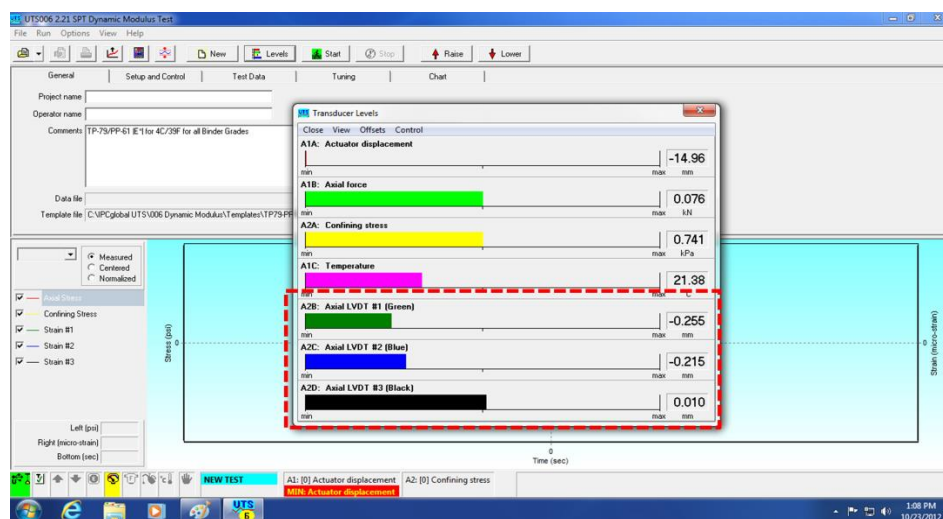 UTS006 2.21 SPT Dynamic Modulus Test
File Run Options View Help
New Levels Start Stop Raise Lower
General Setup and Control Test Data Tuning Chart
Project name
Operator name
Comments TP-79/PP-61 |E*| for 4C/39F for all Binder Grades
Data file
Template file C:\IPCglobal UTS\006 Dynamic Modulus\Templates\TP79-PP
Transducer Levels
Close View Offsets Control
A1A: Actuator displacement
-14.96
min max mm
A1B: Axial force
0.076
min max kN
A2A: Confining stress
0.741
min max kPa
A1C: Temperature
21.38
min max °C
A2B: Axial LVDT #1 (Green)
-0.255
min max mm
A2C: Axial LVDT #2 (Blue)
-0.215
min max mm
A2D: Axial LVDT #3 (Black)
0.010
min max mm
Measured
Centered
Normalized
Axial Stress
Confining Stress
Strain #1
Strain #2
Strain #3
Stress (psi)
0
0
Strain (micro-strain)
Left (psi)
Right (micro-strain)
Bottom (sec)
0
Time (sec)
NEW TEST
A1: [0] Actuator displacement A2: [0] Confining stress
MIN: Actuator displacement
UTS
6
1:08 PM
10/23/2012